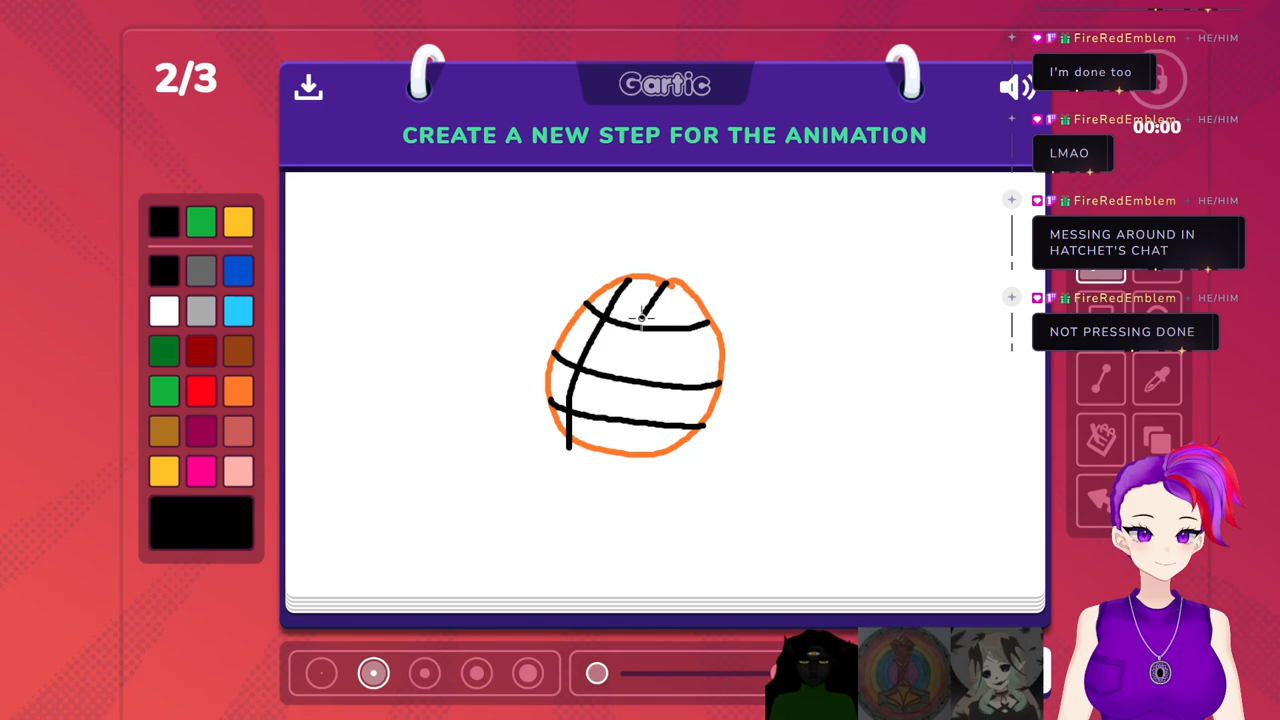 2/3
Gartic
CREATE A NEW STEP FOR THE ANIMATION
FireRedEmblem HE/HIM
I'm done too
00:00
FireRedEmblem HE/HIM
LMAO
FireRedEmblem HE/HIM
MESSING AROUND IN
HATCHET'S CHAT
FireRedEmblem HE/HIM
NOT PRESSING DONE